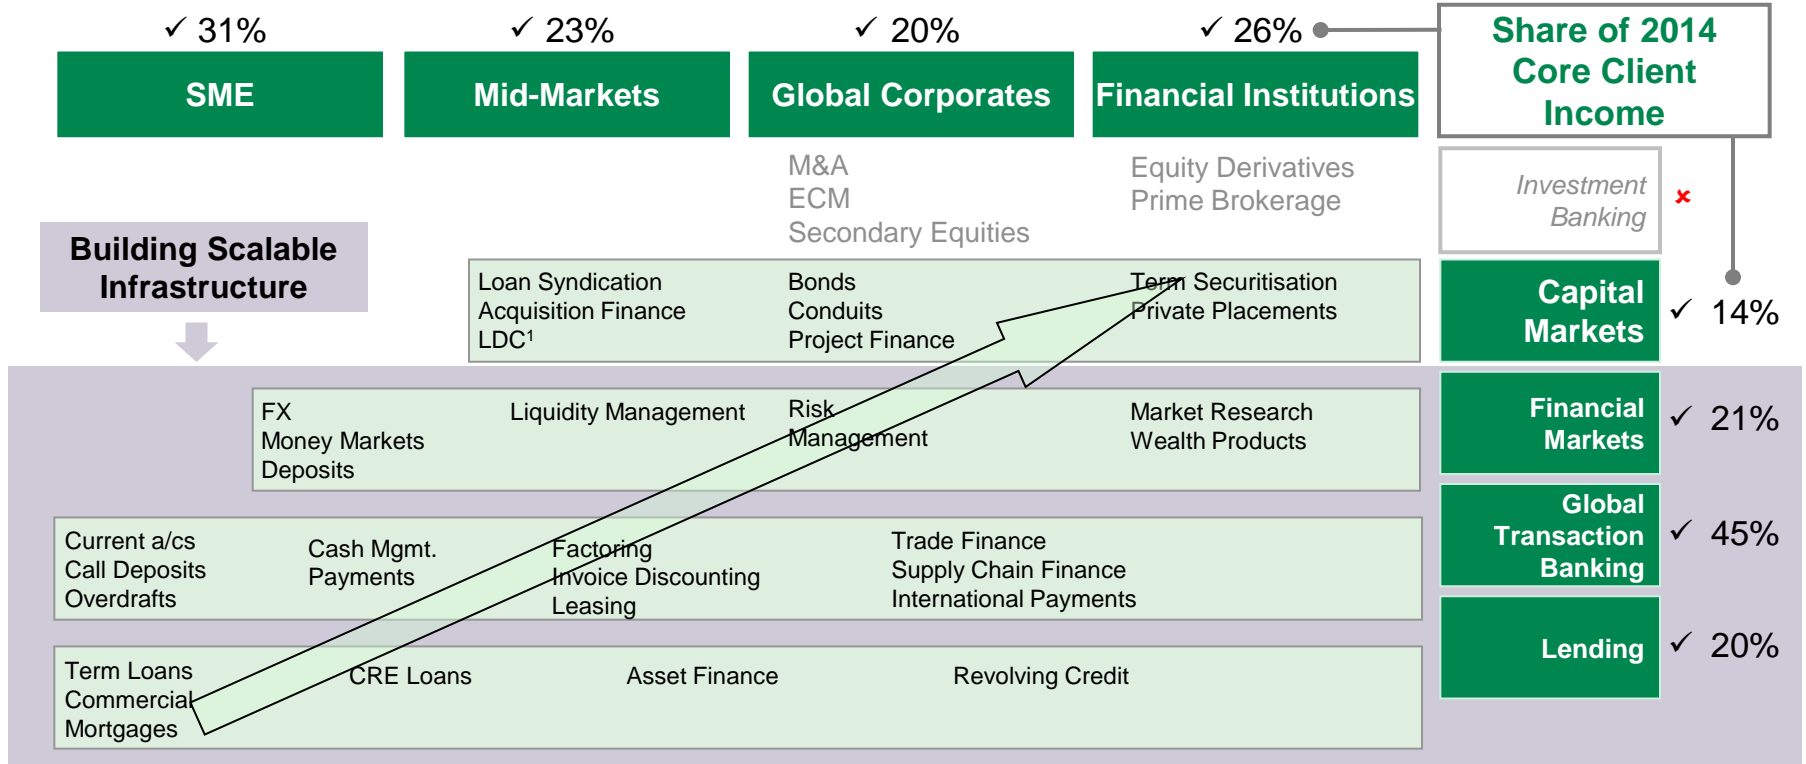 ✓ 31%
✓ 23%
✓ 20%
✓ 26%
Share of 2014
Core Client
Income
SME
Mid-Markets
Global Corporates
Financial Institutions
M&A
ECM
Secondary Equities
Equity Derivatives
Prime Brokerage
Investment
Banking
✗
Building Scalable
Infrastructure
Loan Syndication
Acquisition Finance
LDC¹
Bonds
Conduits
Project Finance
Term Securitisation
Private Placements
Capital
Markets
✓ 14%
FX
Money Markets
Deposits
Liquidity Management
Risk
Management
Market Research
Wealth Products
Financial
Markets
✓ 21%
Current a/cs
Call Deposits
Overdrafts
Cash Mgmt.
Payments
Factoring
Invoice Discounting
Leasing
Trade Finance
Supply Chain Finance
International Payments
Global
Transaction
Banking
✓ 45%
Term Loans
Commercial
Mortgages
CRE Loans
Asset Finance
Revolving Credit
Lending
✓ 20%